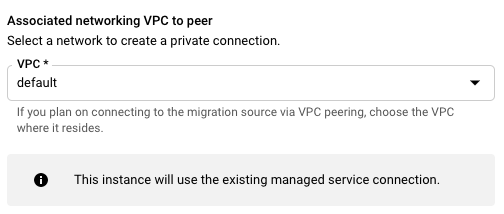 Associated networking VPC to peer
Select a network to create a private connection.
VPC *
default
If you plan on connecting to the migration source via VPC peering, choose the VPC
where it resides.
This instance will use the existing managed service connection.